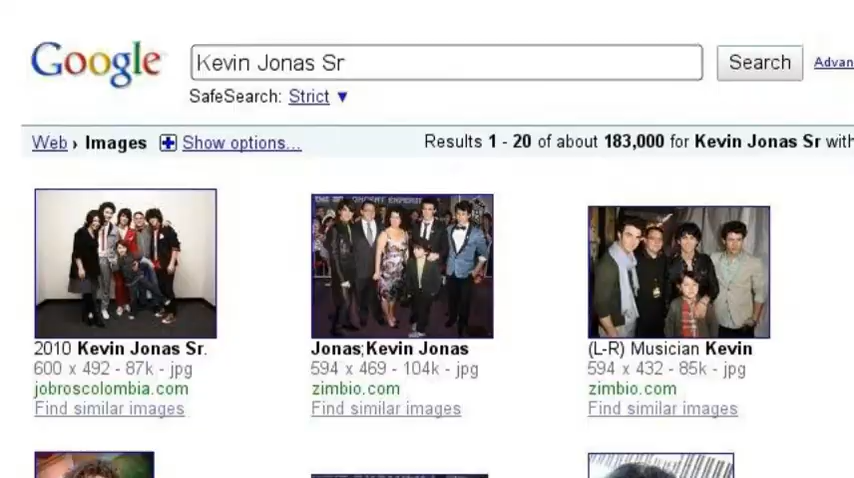 Google Kevin Jonas Sr Search Advan
SafeSearch: Strict ▼
Web › Images Show options... Results 1 - 20 of about 183,000 for Kevin Jonas Sr with
2010 Kevin Jonas Sr. Jonas;Kevin Jonas (L-R) Musician Kevin
600 x 492 - 87k - jpg 594 x 469 - 104k - jpg 594 x 432 - 85k - jpg
jobroscolombia.com zimbio.com zimbio.com
Find similar images Find similar images Find similar images